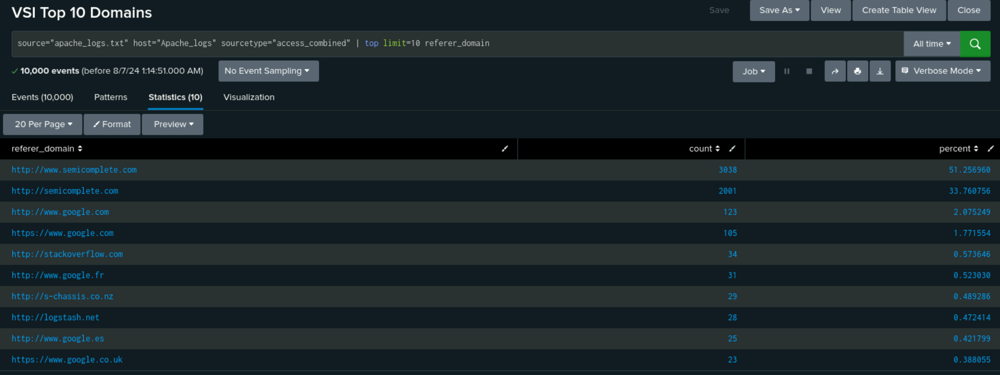 VSI Top 10 Domains
Save Save As View Create Table View Close
source="apache_logs.txt" host="Apache_logs" sourcetype="access_combined" | top limit=10 referer_domain All time
10,000 events (before 8/7/24 1:14:51.000 AM) No Event Sampling Job Verbose Mode
Events (10,000) Patterns Statistics (10) Visualization
20 Per Page Format Preview
referer_domain count percent
http://www.semicomplete.com 3038 51.256960
http://semicomplete.com 2001 33.760756
http://www.google.com 123 2.075249
https://www.google.com 105 1.771554
http://stackoverflow.com 34 0.573646
http://www.google.fr 31 0.523030
http://s-chassis.co.nz 29 0.489286
http://logstash.net 28 0.472414
http://www.google.es 25 0.421799
https://www.google.co.uk 23 0.388055